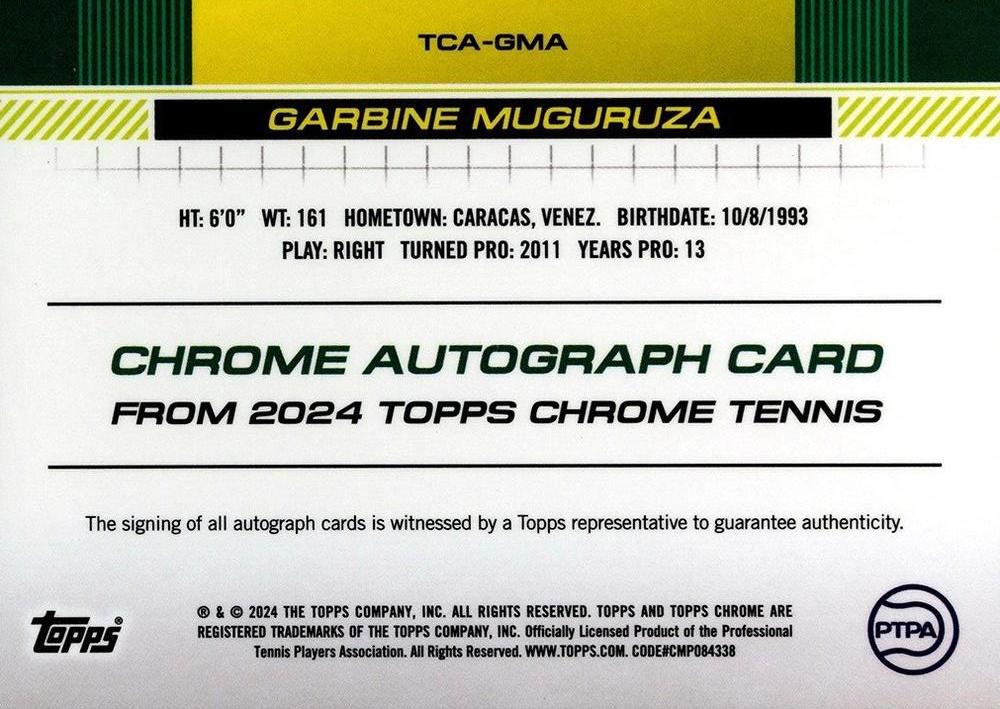 TCA-GMA
GARBINE MUGURUZA
HT: 6'0" WT: 161 HOMETOWN: CARACAS, VENEZ. BIRTHDATE: 10/8/1993
PLAY: RIGHT TURNED PRO: 2011 YEARS PRO: 13
CHROME AUTOGRAPH CARD
FROM 2024 TOPPS CHROME TENNIS
The signing of all autograph cards is witnessed by a Topps representative to guarantee authenticity.
topps®
® & © 2024 THE TOPPS COMPANY, INC. ALL RIGHTS RESERVED. TOPPS AND TOPPS CHROME ARE
REGISTERED TRADEMARKS OF THE TOPPS COMPANY, INC. Officially Licensed Product of the Professional
Tennis Players Association. All Rights Reserved. WWW.TOPPS.COM. CODE#CMP084338
PTPA